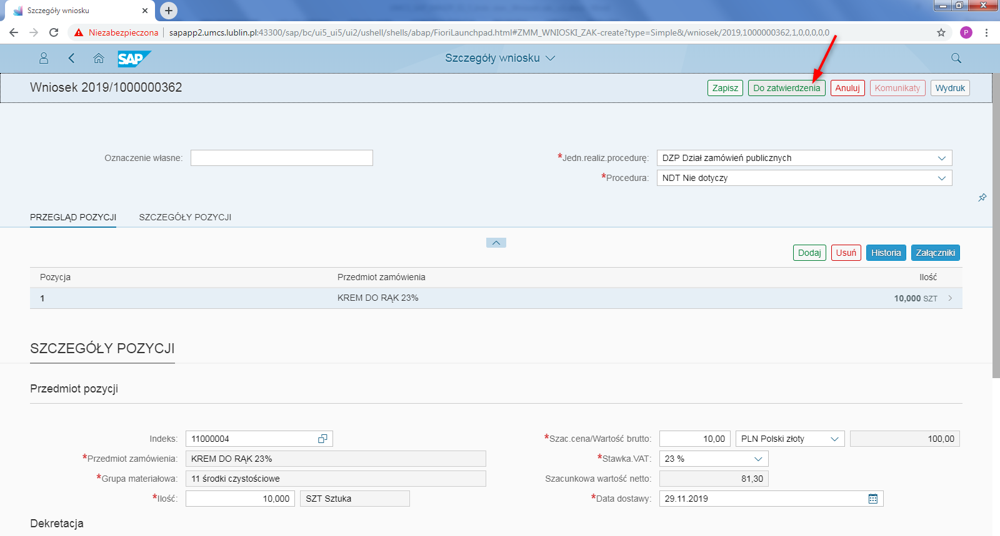 Szczegóły wniosku
Niezabezpieczona sapapp2.umcs.lublin.pl:43300/sap/bc/ui5_ui5/ui2/ushell/shells/abap/FioriLaunchpad.html#ZMM_WNIOSKI_ZAK-create?type=Simple&/wniosek/2019,1000000362,1,0,0,0,0,0
P
SAP Szczegóły wniosku
Wniosek 2019/1000000362 Zapisz Do zatwierdzenia Anuluj Komunikaty Wydruk
Oznaczenie własne: *Jedn.realiz.procedurę: DZP Dział zamówień publicznych
*Procedura: NDT Nie dotyczy
PRZEGLĄD POZYCJI SZCZEGÓŁY POZYCJI
Dodaj Usuń Historia Załączniki
Pozycja Przedmiot zamówienia Ilość
1 KREM DO RĄK 23% 10,000 SZT
SZCZEGÓŁY POZYCJI
Przedmiot pozycji
Indeks: 11000004 *Szac.cena/Wartość brutto: 10,00 PLN Polski złoty 100,00
*Przedmiot zamówienia: KREM DO RĄK 23% *Stawka.VAT: 23 %
*Grupa materiałowa: 11 środki czystościowe Szacunkowa wartość netto: 81,30
*Ilość: 10,000 SZT Sztuka *Data dostawy: 29.11.2019
Dekretacja